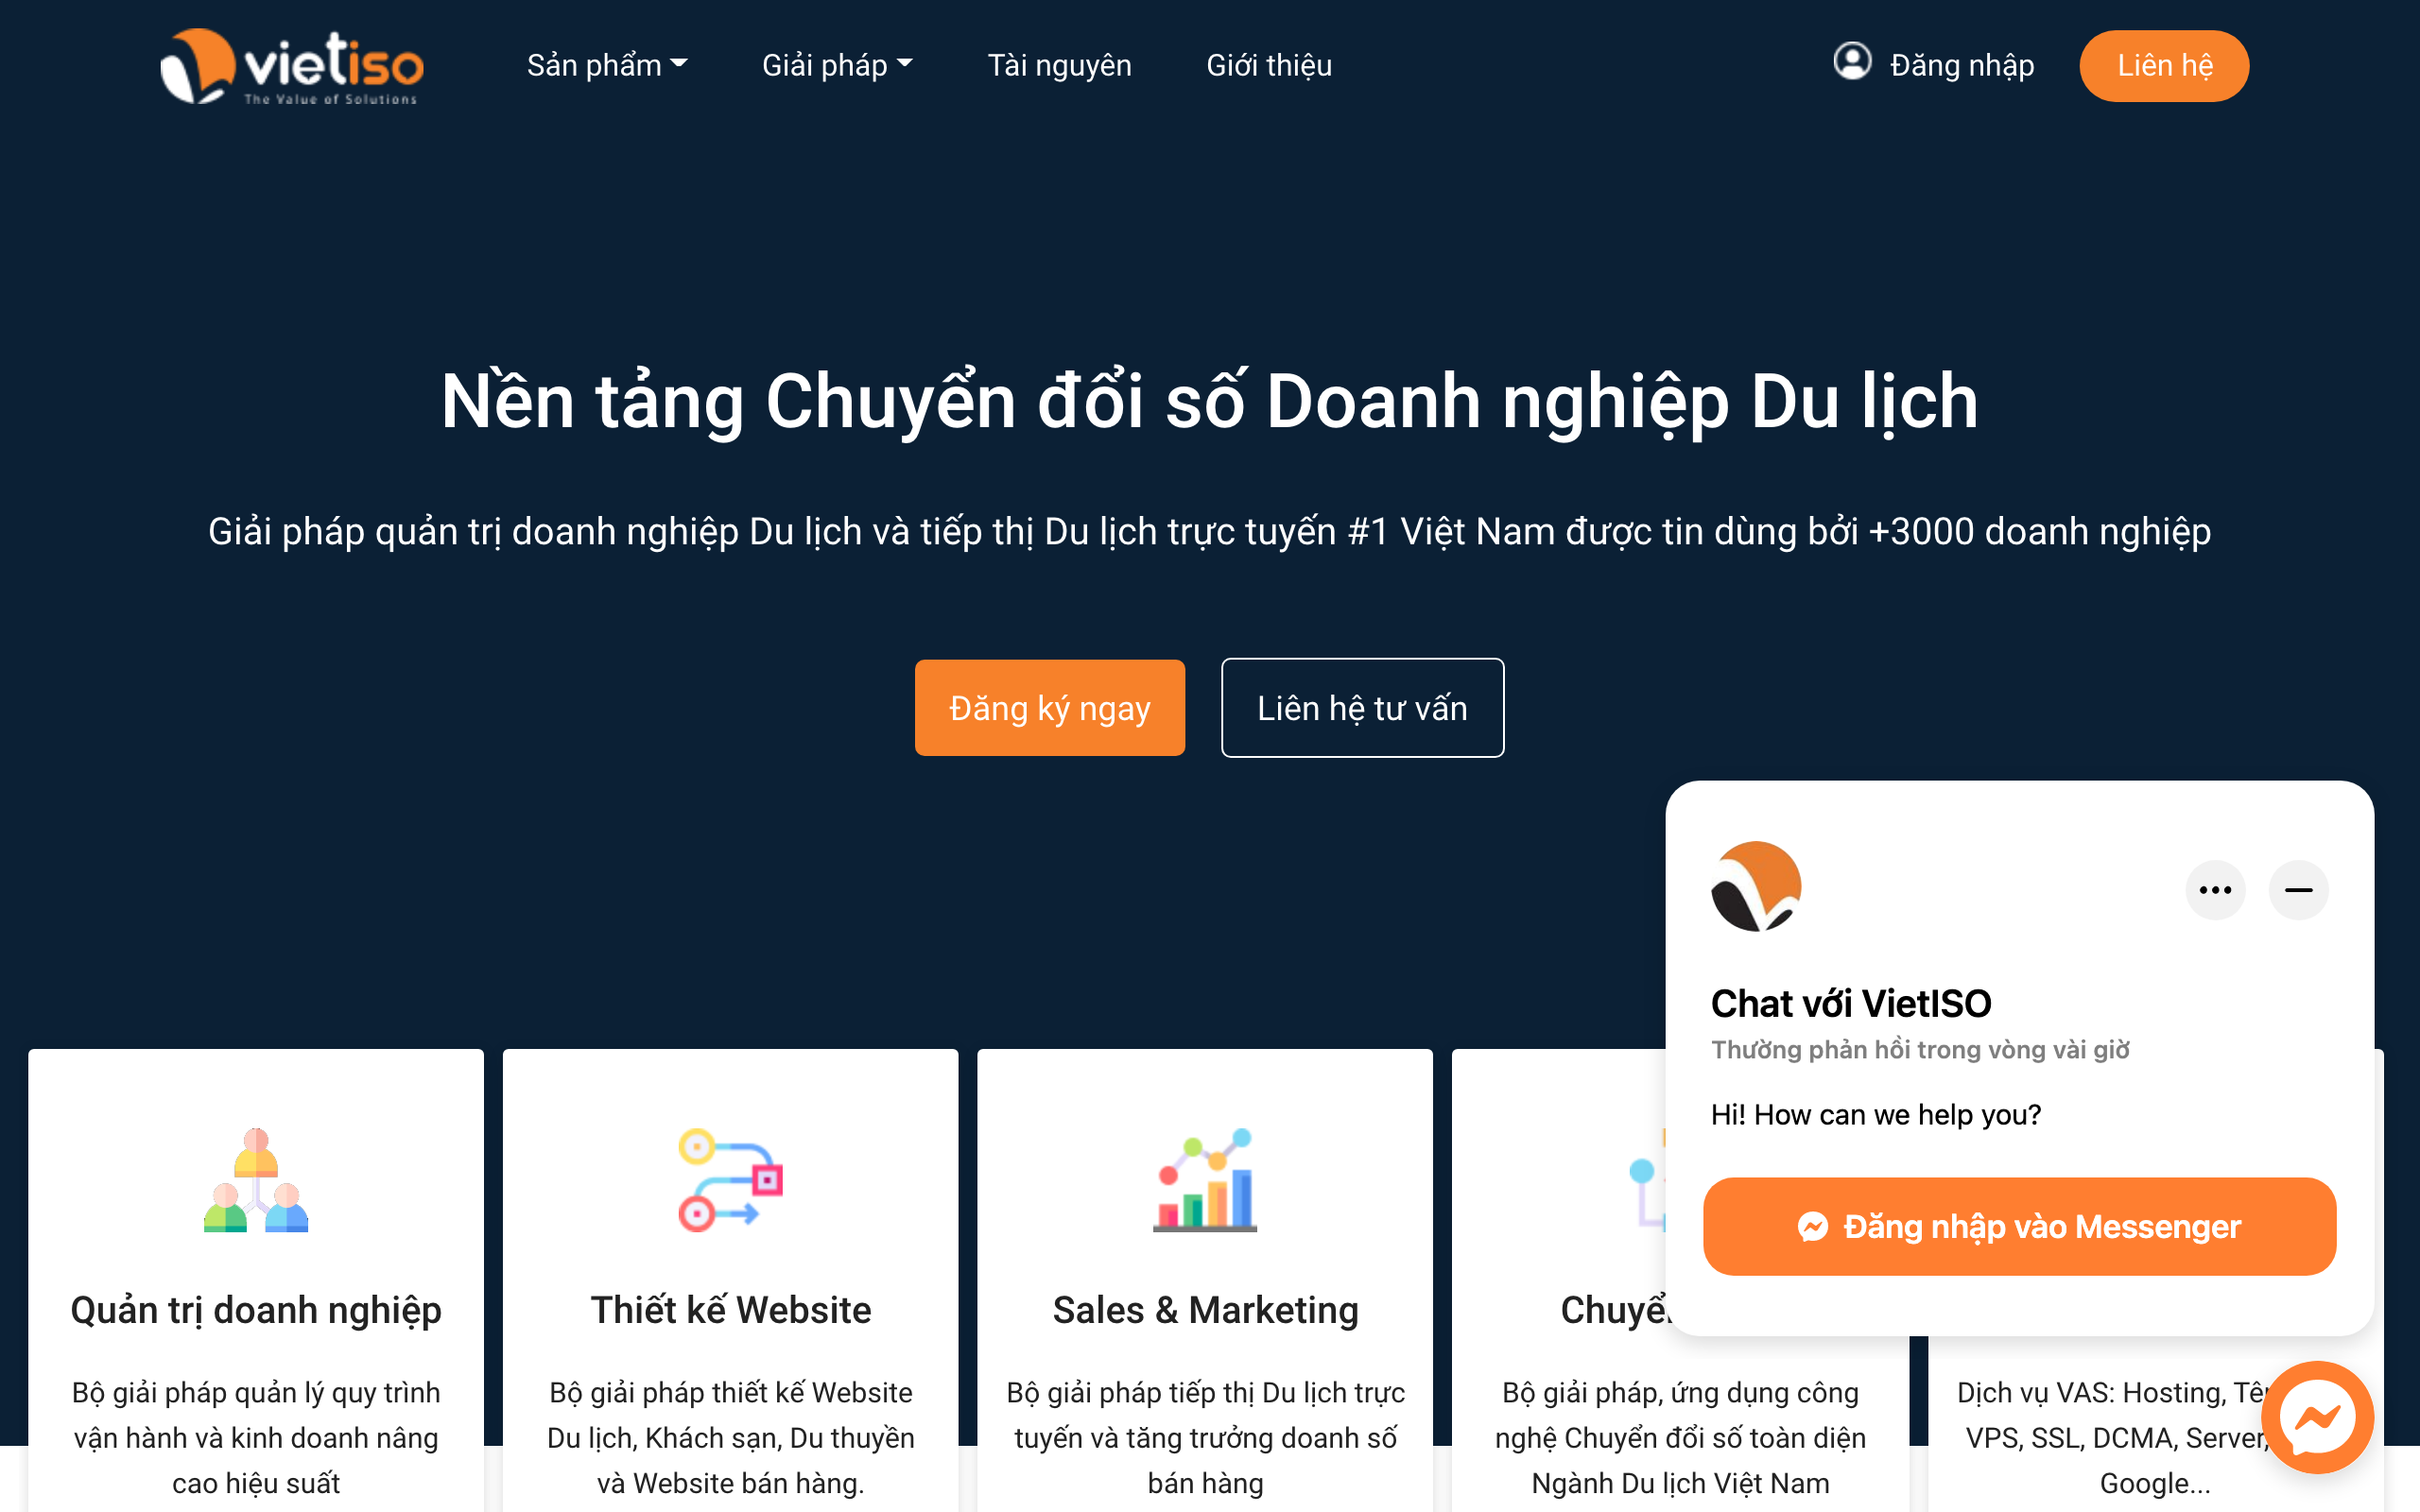 vietiso
The Value of Solutions
Sản phẩm
Giải pháp
Tài nguyên
Giới thiệu
Đăng nhập
Liên hệ
Nền tảng Chuyển đổi số Doanh nghiệp Du lịch
Giải pháp quản trị doanh nghiệp Du lịch và tiếp thị Du lịch trực tuyến #1 Việt Nam được tin dùng bởi +3000 doanh nghiệp
Đăng ký ngay
Liên hệ tư vấn
Chat với VietISO
Thường phản hồi trong vòng vài giờ
Hi! How can we help you?
Đăng nhập vào Messenger
Quản trị doanh nghiệp
Bộ giải pháp quản lý quy trình
vận hành và kinh doanh nâng
cao hiệu suất
Thiết kế Website
Bộ giải pháp thiết kế Website
Du lịch, Khách sạn, Du thuyền
và Website bán hàng.
Sales & Marketing
Bộ giải pháp tiếp thị Du lịch trực
tuyến và tăng trưởng doanh số
bán hàng
Bộ giải pháp, ứng dụng công
nghệ Chuyển đổi số toàn diện
Ngành Du lịch Việt Nam
Dịch vụ VAS: Hosting,
VPS, SSL, DCMA, Server,
Google...